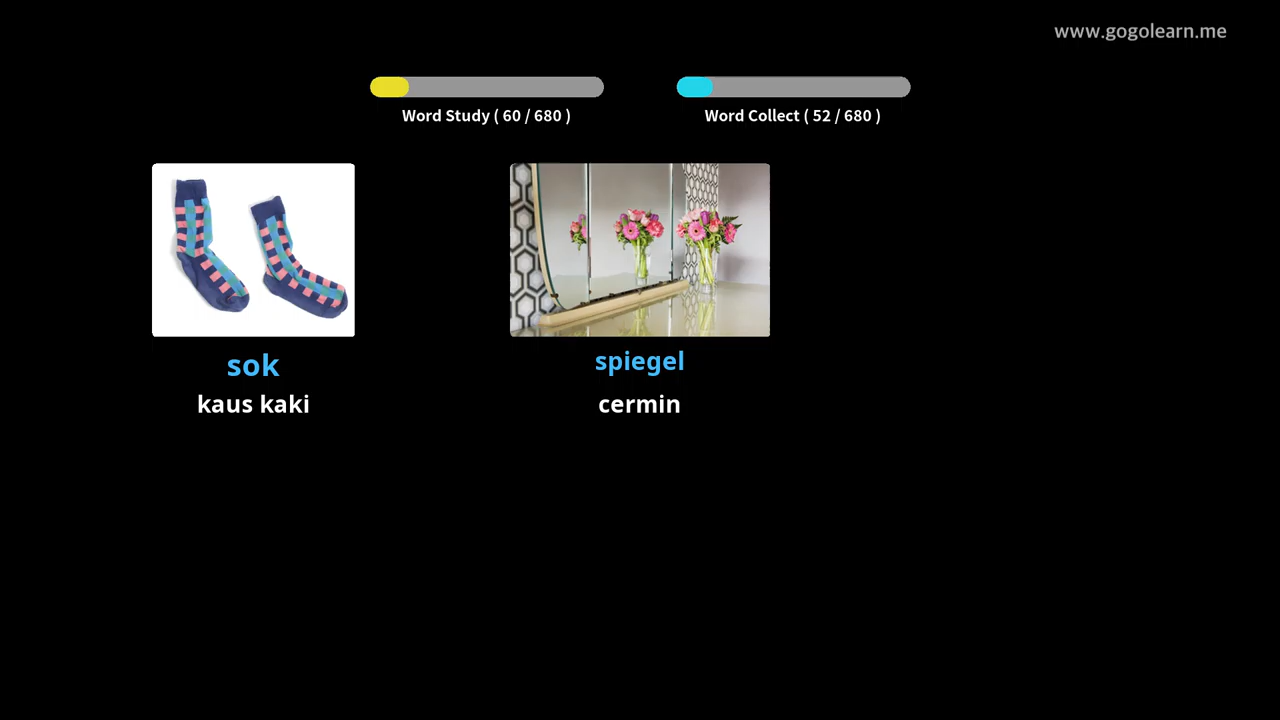 www.gogolearn.me
Word Study ( 60 / 680 )
Word Collect ( 52 / 680 )
sok
kaus kaki
spiegel
cermin